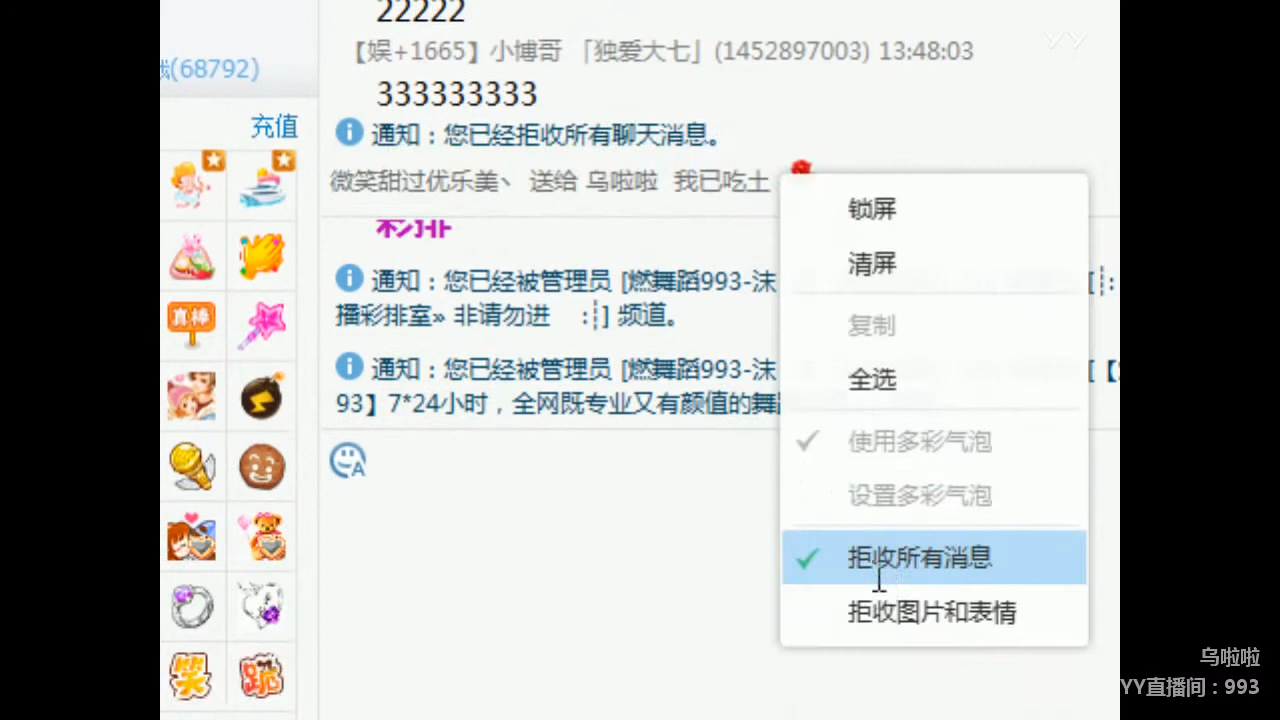 22222
【娱+1665】小博哥 「独爱大七」(1452897003) 13:48:03
YY
(68792)
333333333
充值
通知：您已经拒收所有聊天消息。
微笑甜过优乐美丶 送给 乌啦啦 我已吃土
彩排
通知：您已经被管理员 [燃舞蹈993-沫
[┊:
播彩排室» 非请勿进 :┊] 频道。
通知：您已经被管理员 [燃舞蹈993-沫
[【
93】7*24小时，全网既专业又有颜值的舞
锁屏
清屏
复制
全选
使用多彩气泡
设置多彩气泡
拒收所有消息
拒收图片和表情
真棒
笑
跪
A
乌啦啦
YY直播间：993